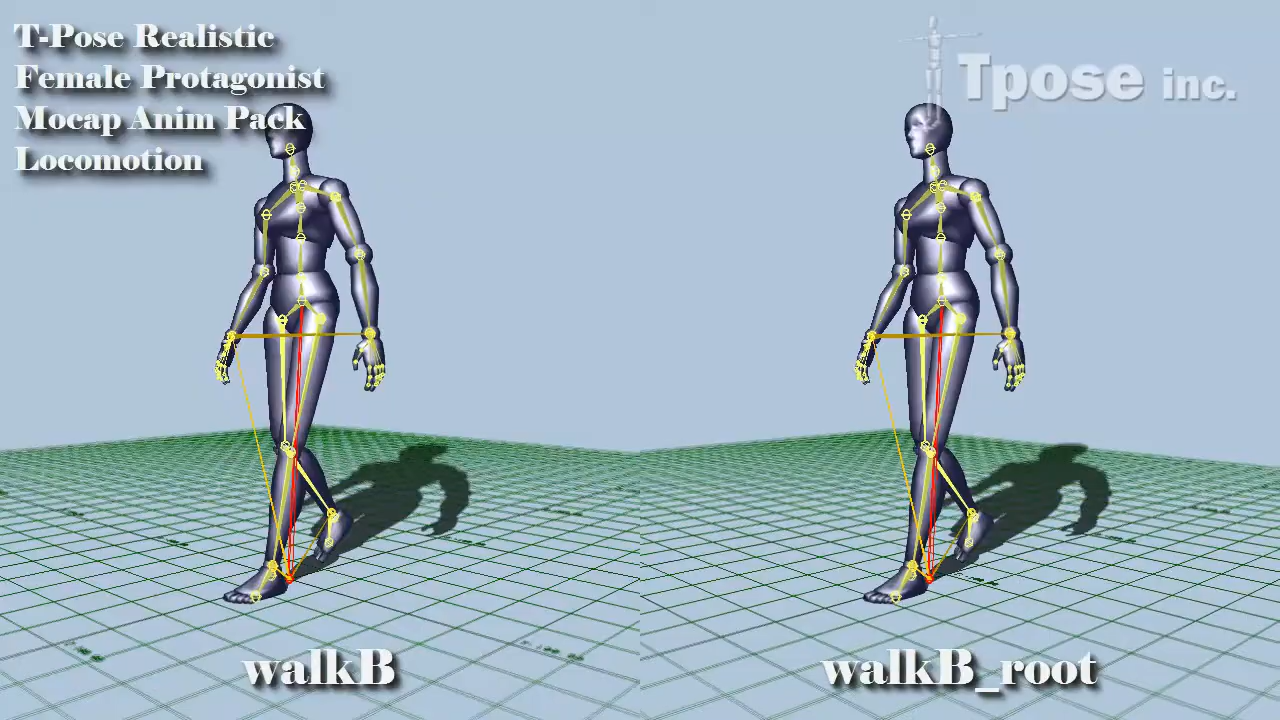 T-Pose Realistic
Female Protagonist
Mocap Anim Pack
Locomotion
Tpose inc.
walkB
walkB_root